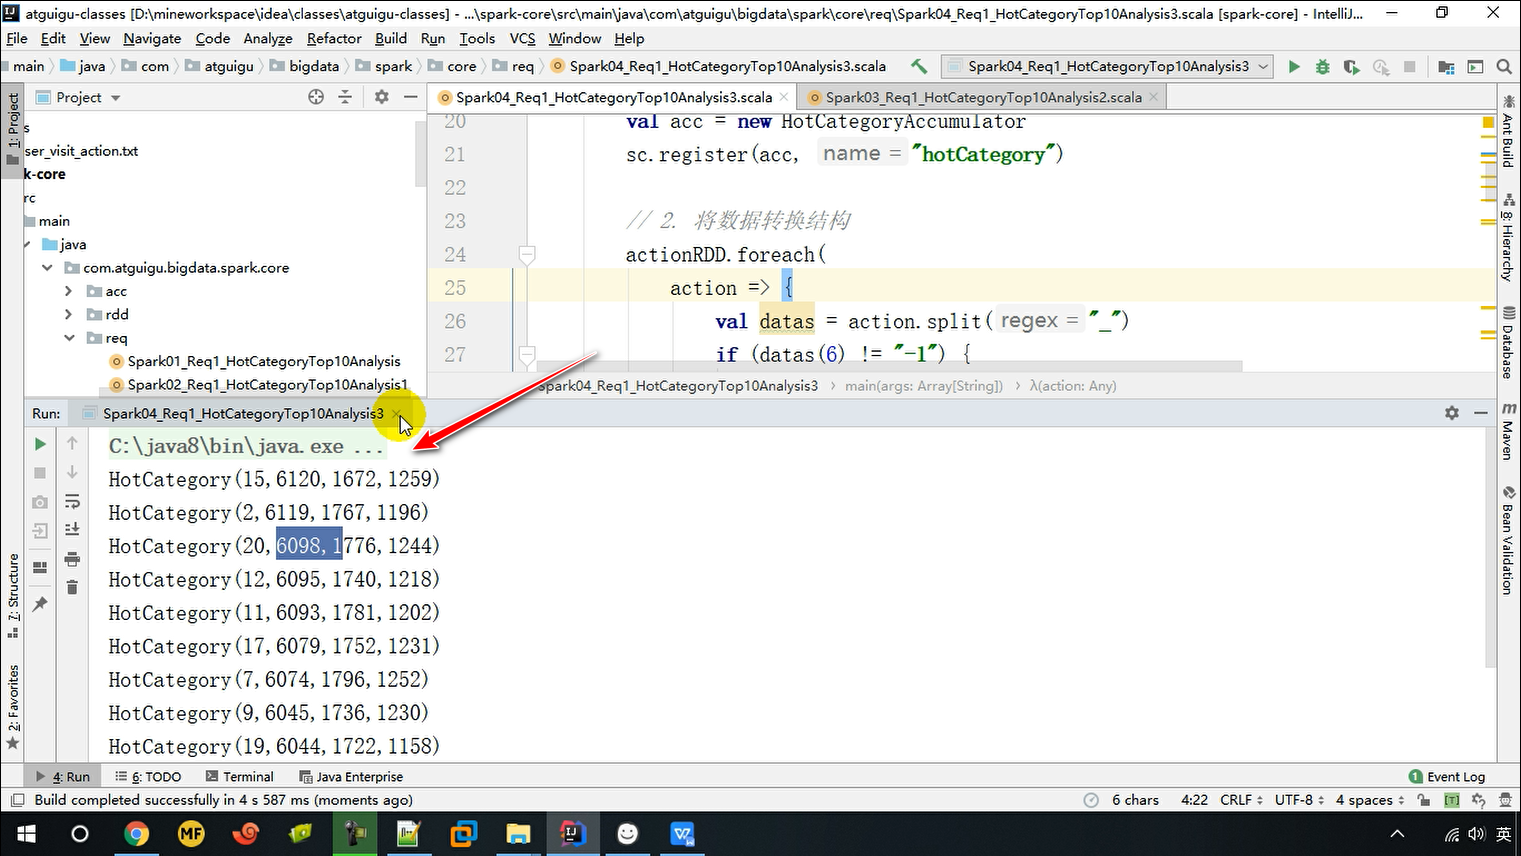 atguigu-classes [D:\mineworkspace\idea\classes\atguigu-classes] - ...\spark-core\src\main\java\com\atguigu\bigdata\spark\core\req\Spark04_Req1_HotCategoryTop10Analysis3.scala [spark-core] - IntelliJ...
File Edit View Navigate Code Analyze Refactor Build Run Tools VCS Window Help
main java com atguigu bigdata spark core req Spark04_Req1_HotCategoryTop10Analysis3.scala Spark04_Req1_HotCategoryTop10Analysis3
Project
Spark04_Req1_HotCategoryTop10Analysis3.scala Spark03_Req1_HotCategoryTop10Analysis2.scala
1: Project
s
ser_visit_action.txt
k-core
rc
main
java
com.atguigu.bigdata.spark.core
acc
rdd
req
Spark01_Req1_HotCategoryTop10Analysis
Spark02_Req1_HotCategoryTop10Analysis1
20 val acc = new HotCategoryAccumulator
21 sc.register(acc, name = "hotCategory")
22
23 // 2. 将数据转换结构
24 actionRDD.foreach(
25 action => {
26 val datas = action.split( regex = "_")
27 if (datas(6) != "-1") {
Spark04_Req1_HotCategoryTop10Analysis3 main(args: Array[String]) λ(action: Any)
Ant Build
8: Hierarchy
Database
Maven
Bean Validation
Run: Spark04_Req1_HotCategoryTop10Analysis3
C:\java8\bin\java.exe ...
HotCategory(15,6120,1672,1259)
HotCategory(2,6119,1767,1196)
HotCategory(20,6098,1776,1244)
HotCategory(12,6095,1740,1218)
HotCategory(11,6093,1781,1202)
HotCategory(17,6079,1752,1231)
HotCategory(7,6074,1796,1252)
HotCategory(9,6045,1736,1230)
HotCategory(19,6044,1722,1158)
7: Structure
2: Favorites
4: Run 6: TODO Terminal Java Enterprise 1 Event Log
Build completed successfully in 4 s 587 ms (moments ago) 6 chars 4:22 CRLF UTF-8 4 spaces [T]
MF 英